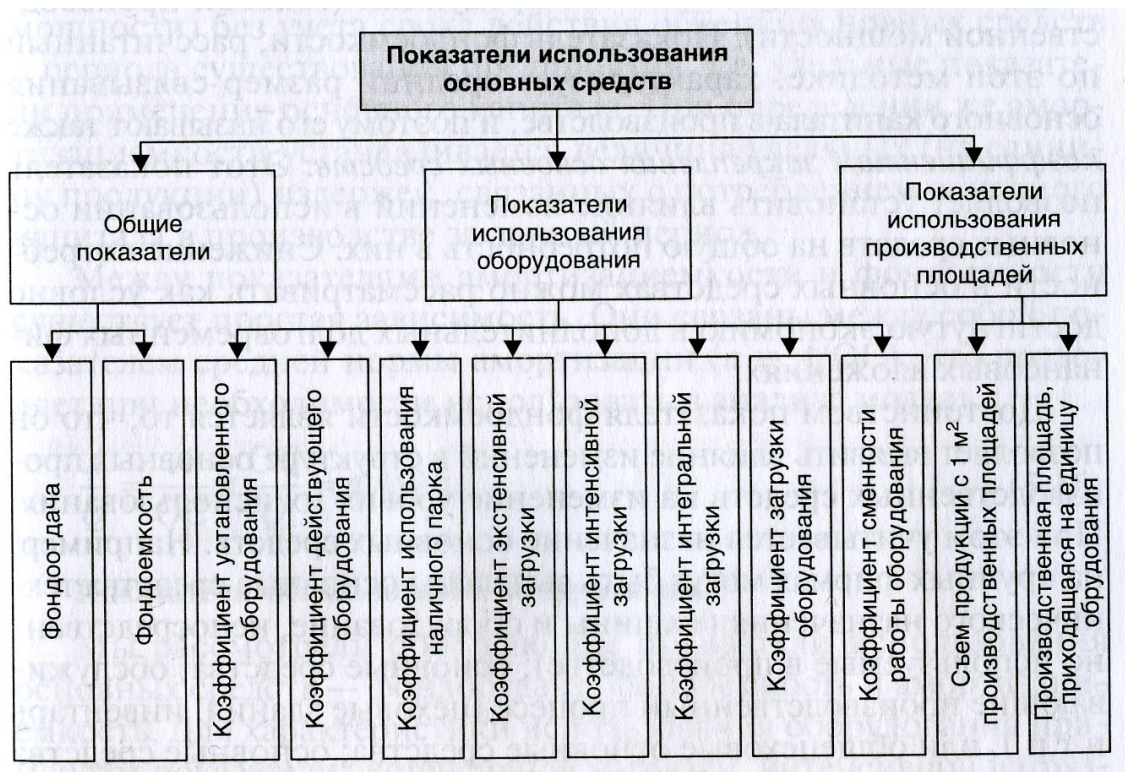 Показатели использования
основных средств
Общие
показатели
Показатели
использования
оборудования
Показатели
использования
производственных
площадей
Фондоотдача
Фондоемкость
Коэффициент установленного
оборудования
Коэффициент действующего
оборудования
Коэффициент использования
наличного парка
Коэффициент экстенсивной
загрузки
Коэффициент интенсивной
загрузки
Коэффициент интегральной
загрузки
Коэффициент загрузки
оборудования
Коэффициент сменности
работы оборудования
Съем продукции с 1 м²
производственных площадей
Производственная площадь,
приходящаяся на единицу
обрудования